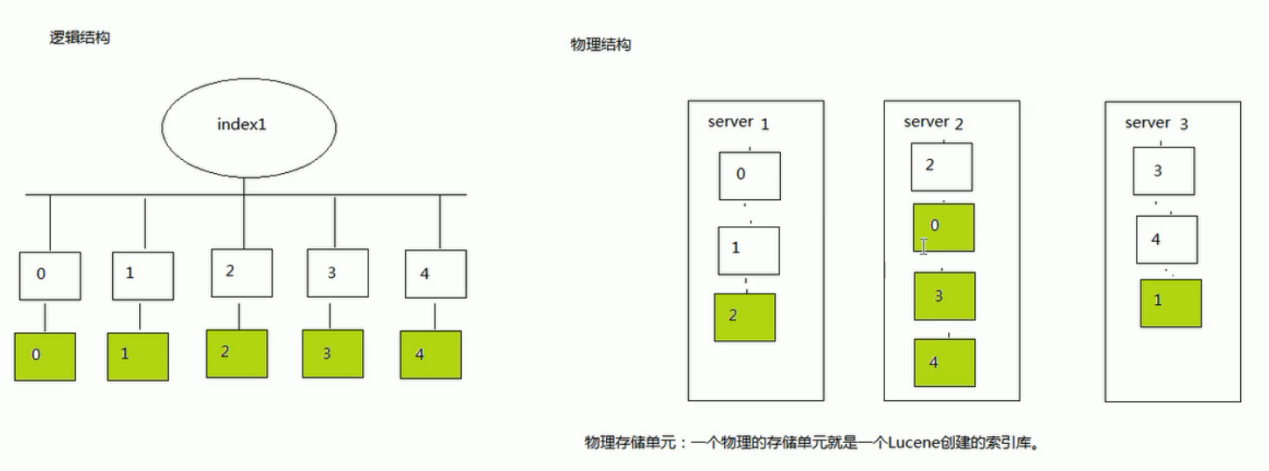 逻辑结构
物理结构
index1
0 1 2 3 4
0 1 2 3 4
server 1
0
1
2
server 2
2
0
3
4
server 3
3
4
1
物理存储单元：一个物理的存储单元就是一个Lucene创建的索引库。